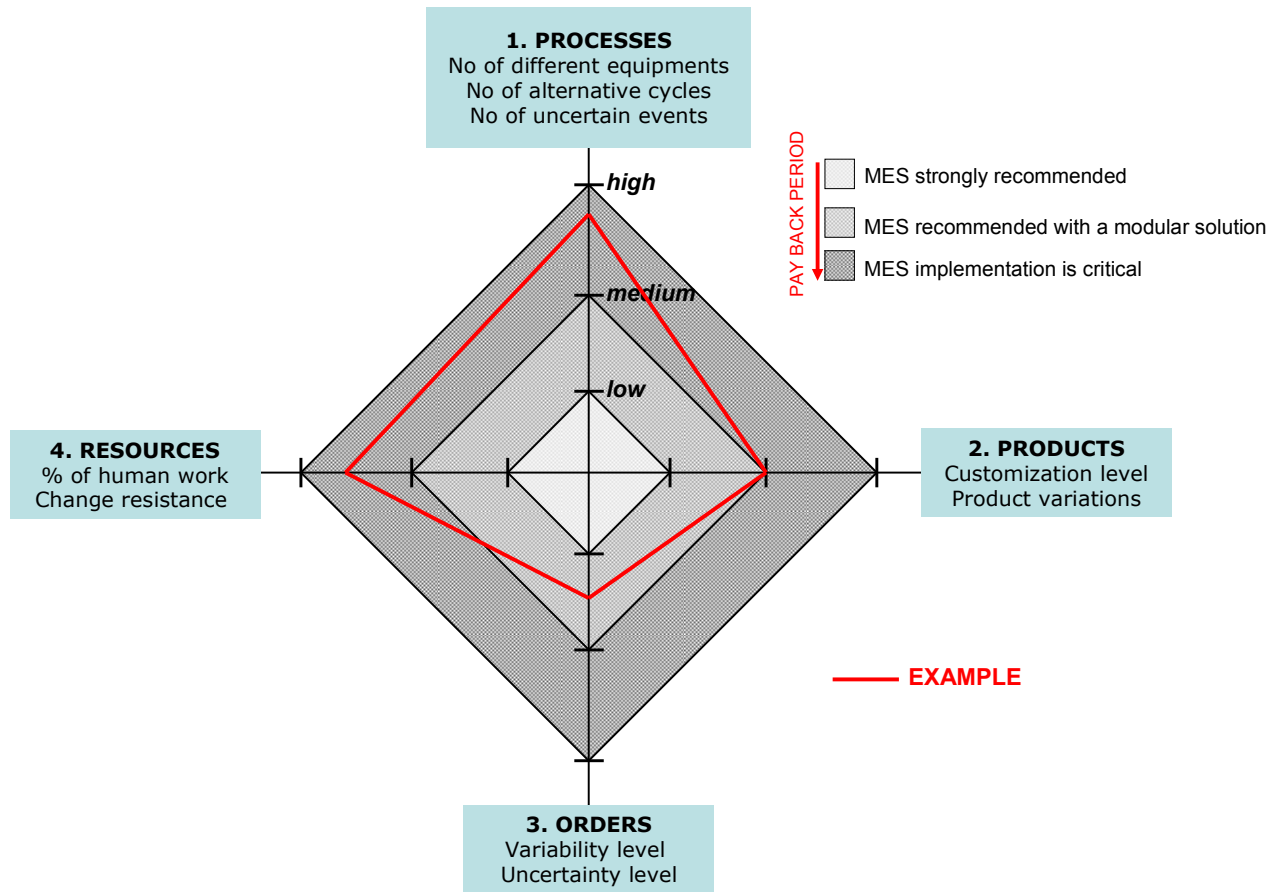 1. PROCESSES
No of different equipments
No of alternative cycles
No of uncertain events
PAY BACK PERIOD
MES strongly recommended
MES recommended with a modular solution
MES implementation is critical
high
medium
low
4. RESOURCES
% of human work
Change resistance
2. PRODUCTS
Customization level
Product variations
EXAMPLE
3. ORDERS
Variability level
Uncertainty level